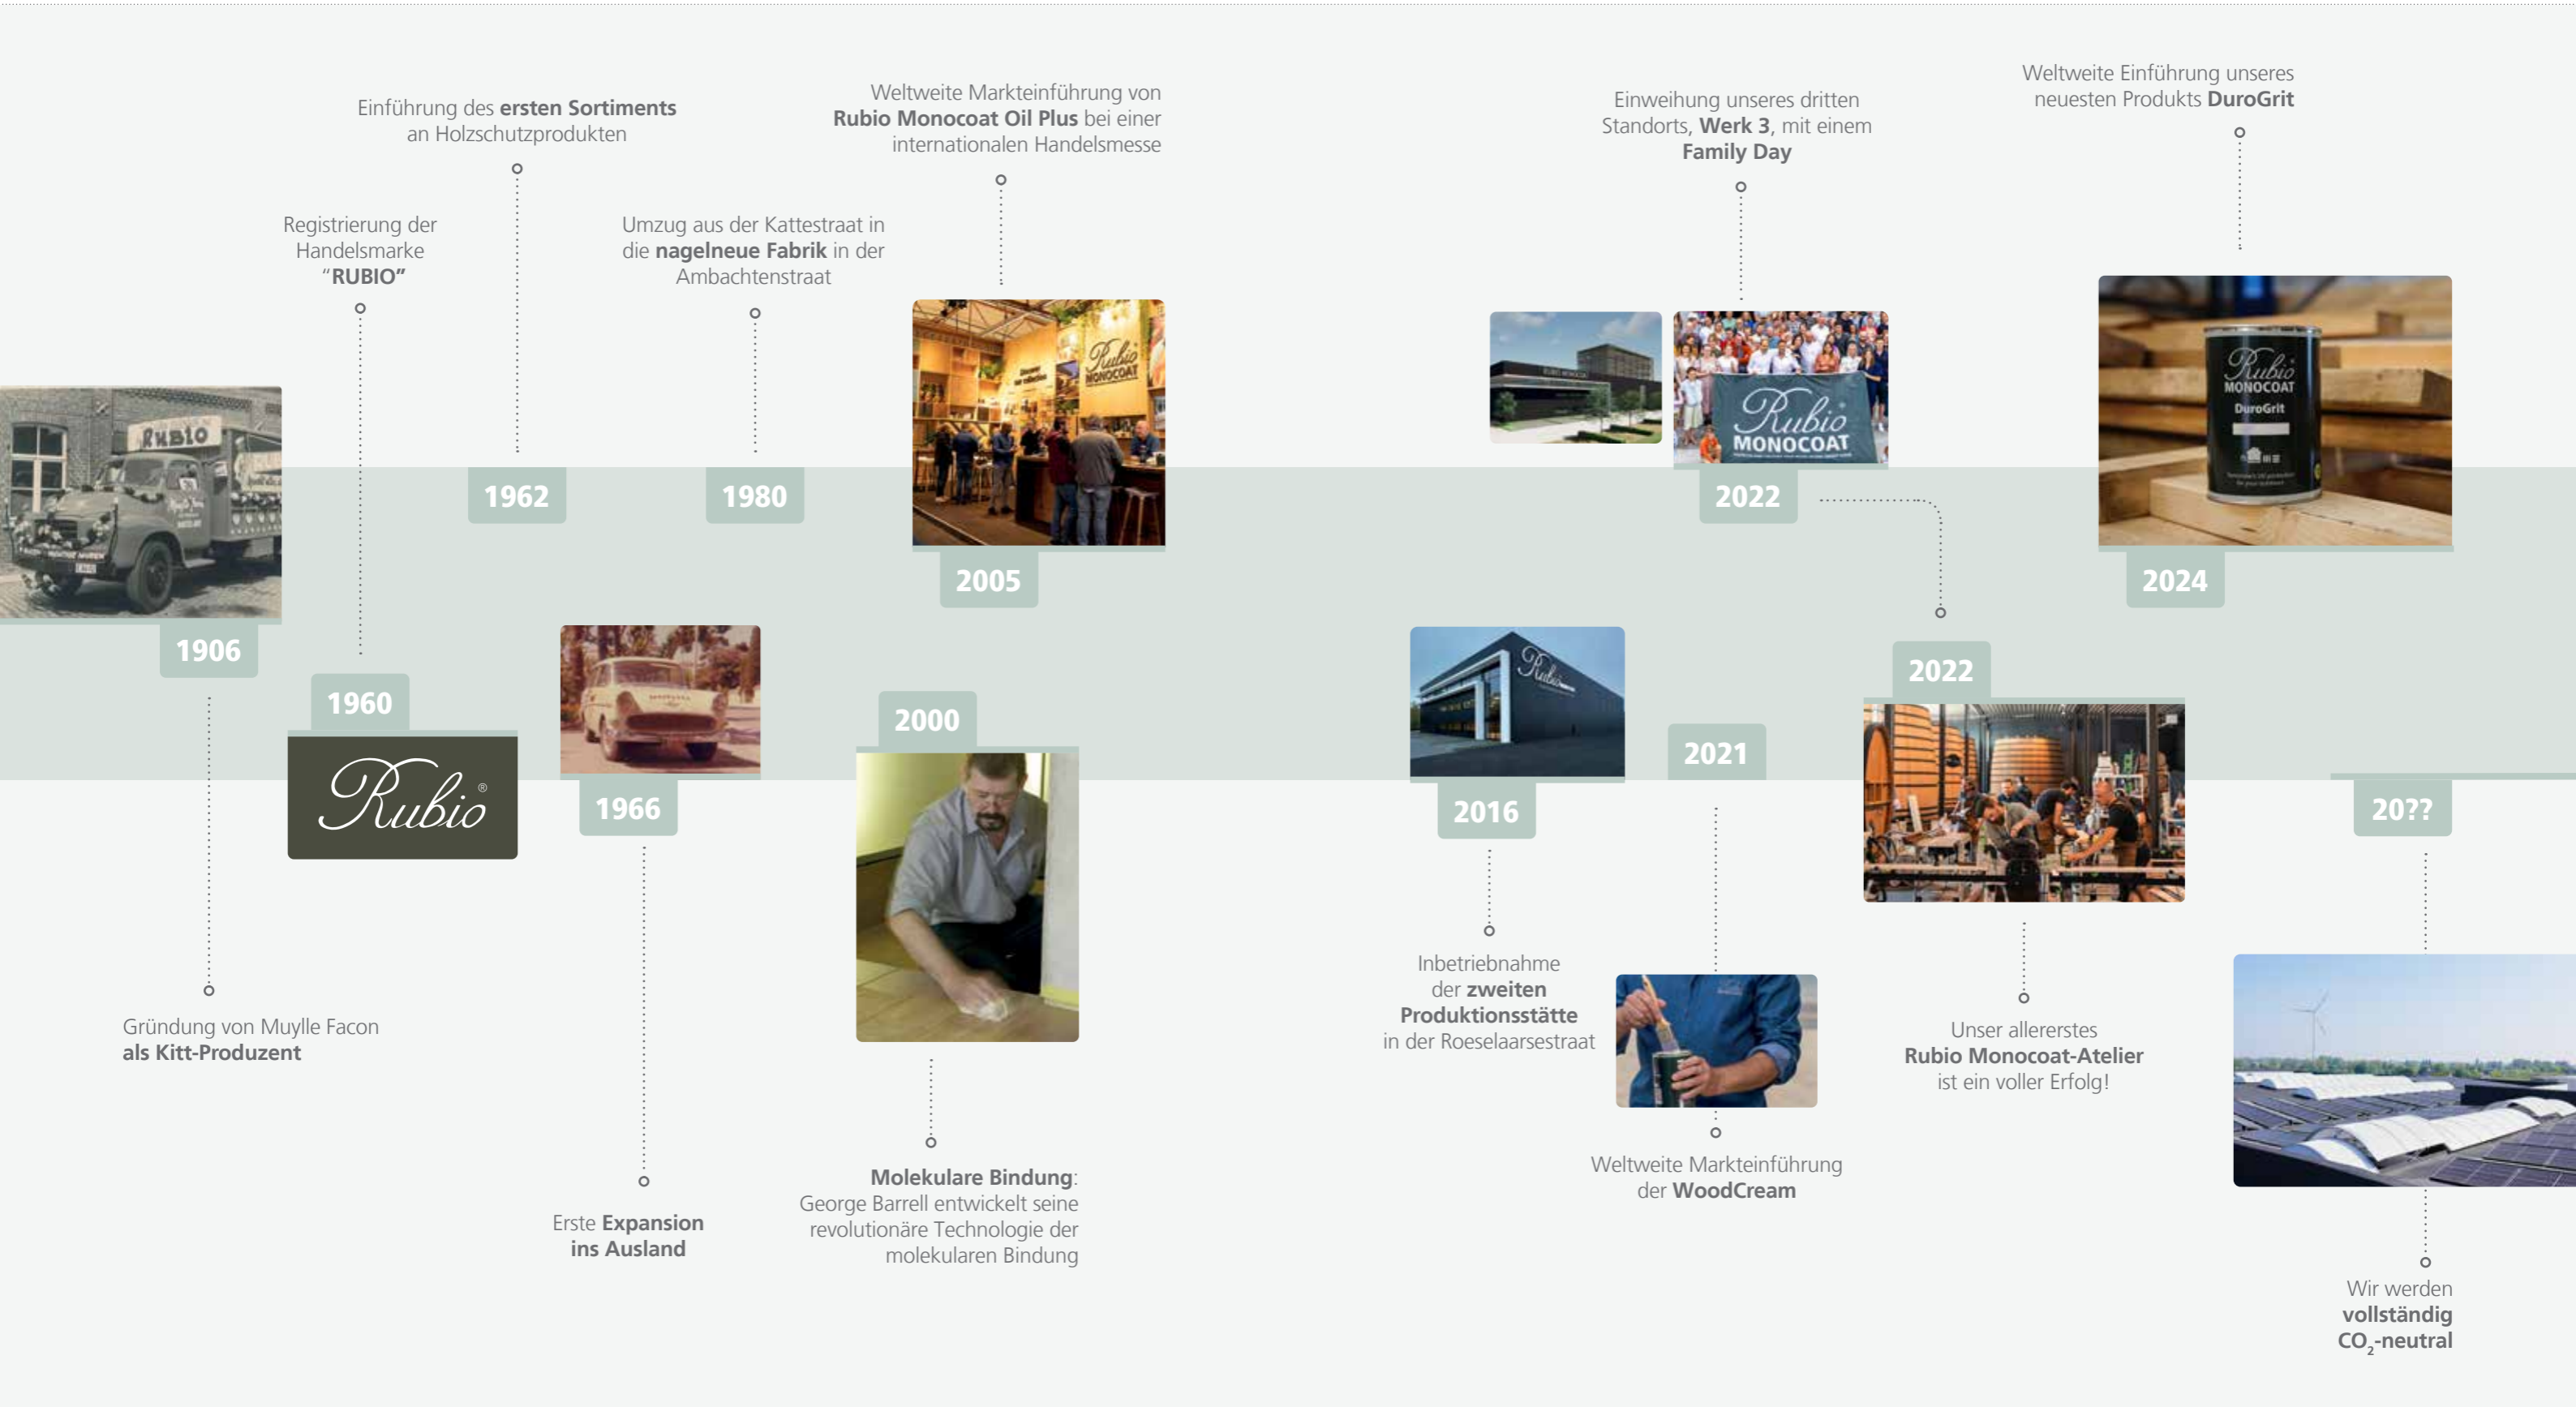 Einführung des ersten Sortiments
an Holzschutzprodukten
Registrierung der
Handelsmarke
“RUBIO”
Umzug aus der Kattestraat in
die nagelneue Fabrik in der
Ambachtenstraat
Weltweite Markteinführung von
Rubio Monocoat Oil Plus bei einer
internationalen Handelsmesse
Einweihung unseres dritten
Standorts, Werk 3, mit einem
Family Day
Weltweite Einführung unseres
neuesten Produkts DuroGrit
RUBIO
Rubio
MONOCOAT
RUBIO MONOCOAT
Rubio
MONOCOAT
Rubio
MONOCOAT
DuroGrit
1962
1980
2022
2005
2024
1906
1960
Rubio®
1966
2000
Rubio
2016
2021
2022
20??
Gründung von Muylle Facon
als Kitt-Produzent
Erste Expansion
ins Ausland
Molekulare Bindung:
George Barrell entwickelt seine
revolutionäre Technologie der
molekularen Bindung
Inbetriebnahme
der zweiten
Produktionsstätte
in der Roeselaarsestraat
Weltweite Markteinführung
der WoodCream
Unser allererstes
Rubio Monocoat-Atelier
ist ein voller Erfolg!
Wir werden
vollständig
CO₂-neutral